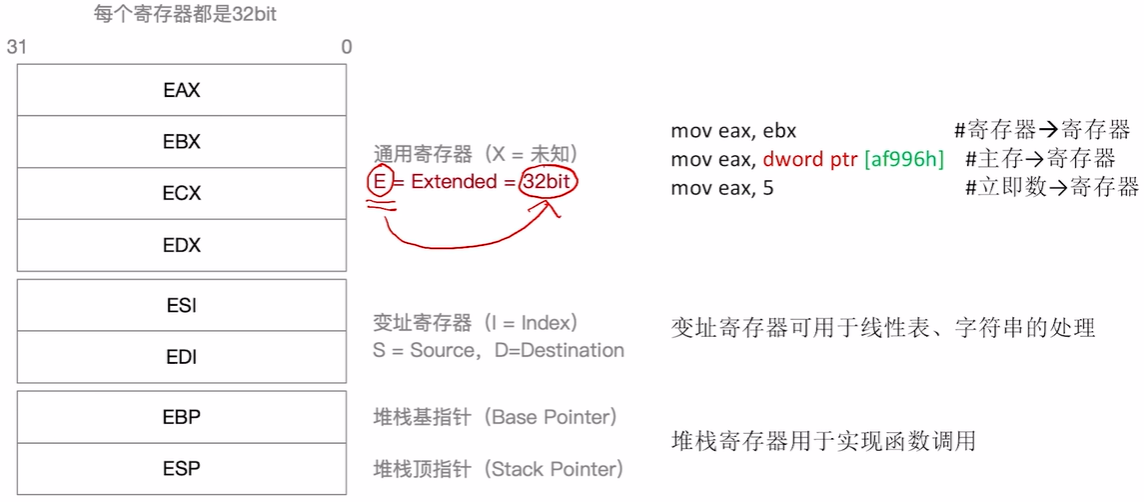 每个寄存器都是32bit
31 0
EAX
EBX
ECX
EDX
通用寄存器（X = 未知）
E = Extended = 32bit
mov eax, ebx #寄存器→寄存器
mov eax, dword ptr [af996h] #主存→寄存器
mov eax, 5 #立即数→寄存器
ESI
EDI
变址寄存器（I = Index）
S = Source，D=Destination
变址寄存器可用于线性表、字符串的处理
EBP
ESP
堆栈基指针（Base Pointer）
堆栈顶指针（Stack Pointer）
堆栈寄存器用于实现函数调用